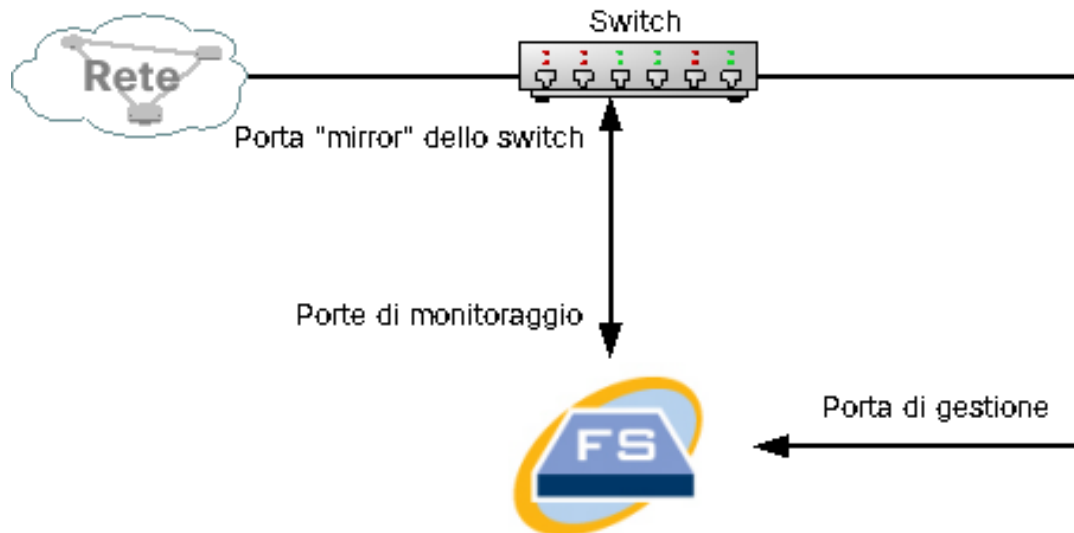 Switch
Rete
Porta "mirror" dello switch
Porte di monitoraggio
Porta di gestione
FS